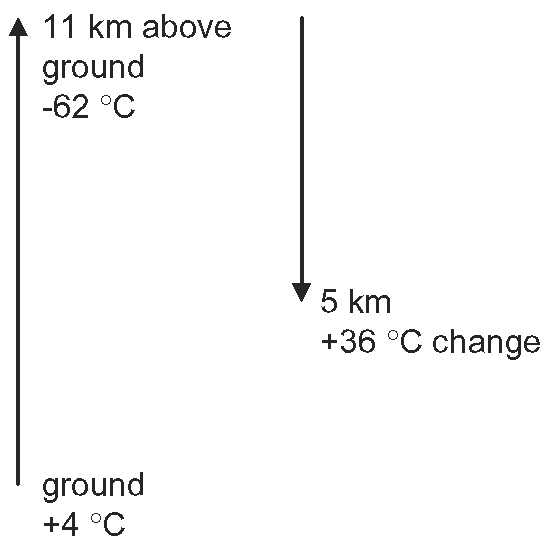 11 km above
ground
-62 °C
5 km
+36 °C change
ground
+4 °C